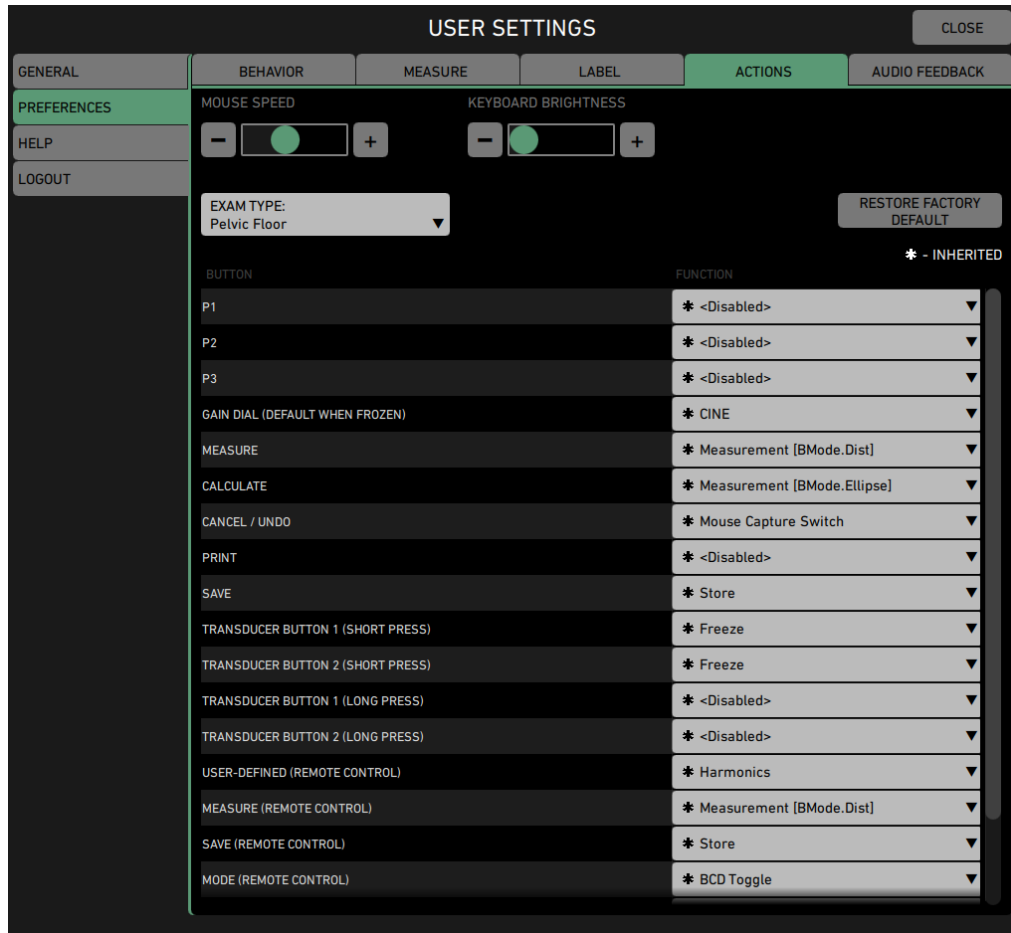 USER SETTINGS
CLOSE
GENERAL
PREFERENCES
HELP
LOGOUT
BEHAVIOR
MEASURE
LABEL
ACTIONS
AUDIO FEEDBACK
MOUSE SPEED
KEYBOARD BRIGHTNESS
− +
− +
EXAM TYPE:
Pelvic Floor ▼
RESTORE FACTORY
DEFAULT
✱ - INHERITED
BUTTON FUNCTION
P1 ✱ <Disabled> ▼
P2 ✱ <Disabled> ▼
P3 ✱ <Disabled> ▼
GAIN DIAL (DEFAULT WHEN FROZEN) ✱ CINE ▼
MEASURE ✱ Measurement [BMode.Dist] ▼
CALCULATE ✱ Measurement [BMode.Ellipse] ▼
CANCEL / UNDO ✱ Mouse Capture Switch ▼
PRINT ✱ <Disabled> ▼
SAVE ✱ Store ▼
TRANSDUCER BUTTON 1 (SHORT PRESS) ✱ Freeze ▼
TRANSDUCER BUTTON 2 (SHORT PRESS) ✱ Freeze ▼
TRANSDUCER BUTTON 1 (LONG PRESS) ✱ <Disabled> ▼
TRANSDUCER BUTTON 2 (LONG PRESS) ✱ <Disabled> ▼
USER-DEFINED (REMOTE CONTROL) ✱ Harmonics ▼
MEASURE (REMOTE CONTROL) ✱ Measurement [BMode.Dist] ▼
SAVE (REMOTE CONTROL) ✱ Store ▼
MODE (REMOTE CONTROL) ✱ BCD Toggle ▼